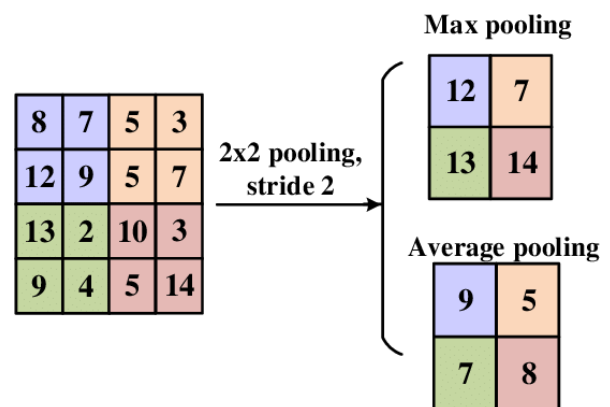 Max pooling
12 7
13 14
8 7 5 3
12 9 5 7
13 2 10 3
9 4 5 14
2x2 pooling,
stride 2
Average pooling
9 5
7 8